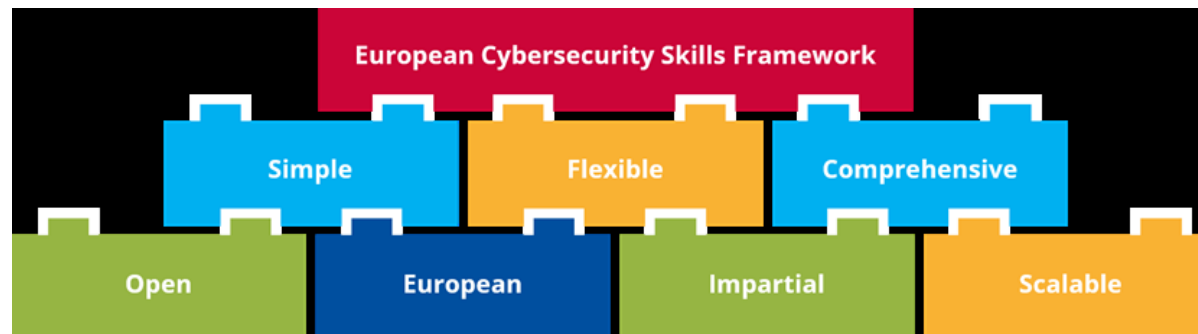 European Cybersecurity Skills Framework
Simple
Flexible
Comprehensive
Open
European
Impartial
Scalable